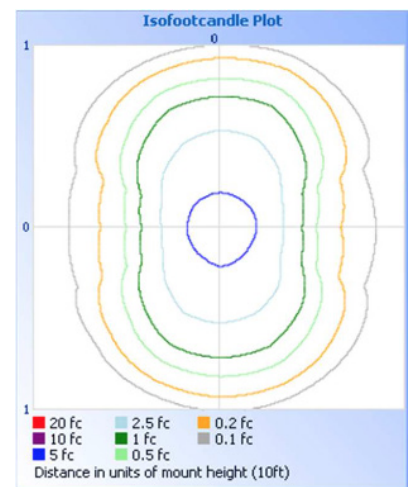 Isofootcandle Plot
0
1
0
0
1
20 fc 2.5 fc 0.2 fc
10 fc 1 fc 0.1 fc
5 fc 0.5 fc
Distance in units of mount height (10ft)